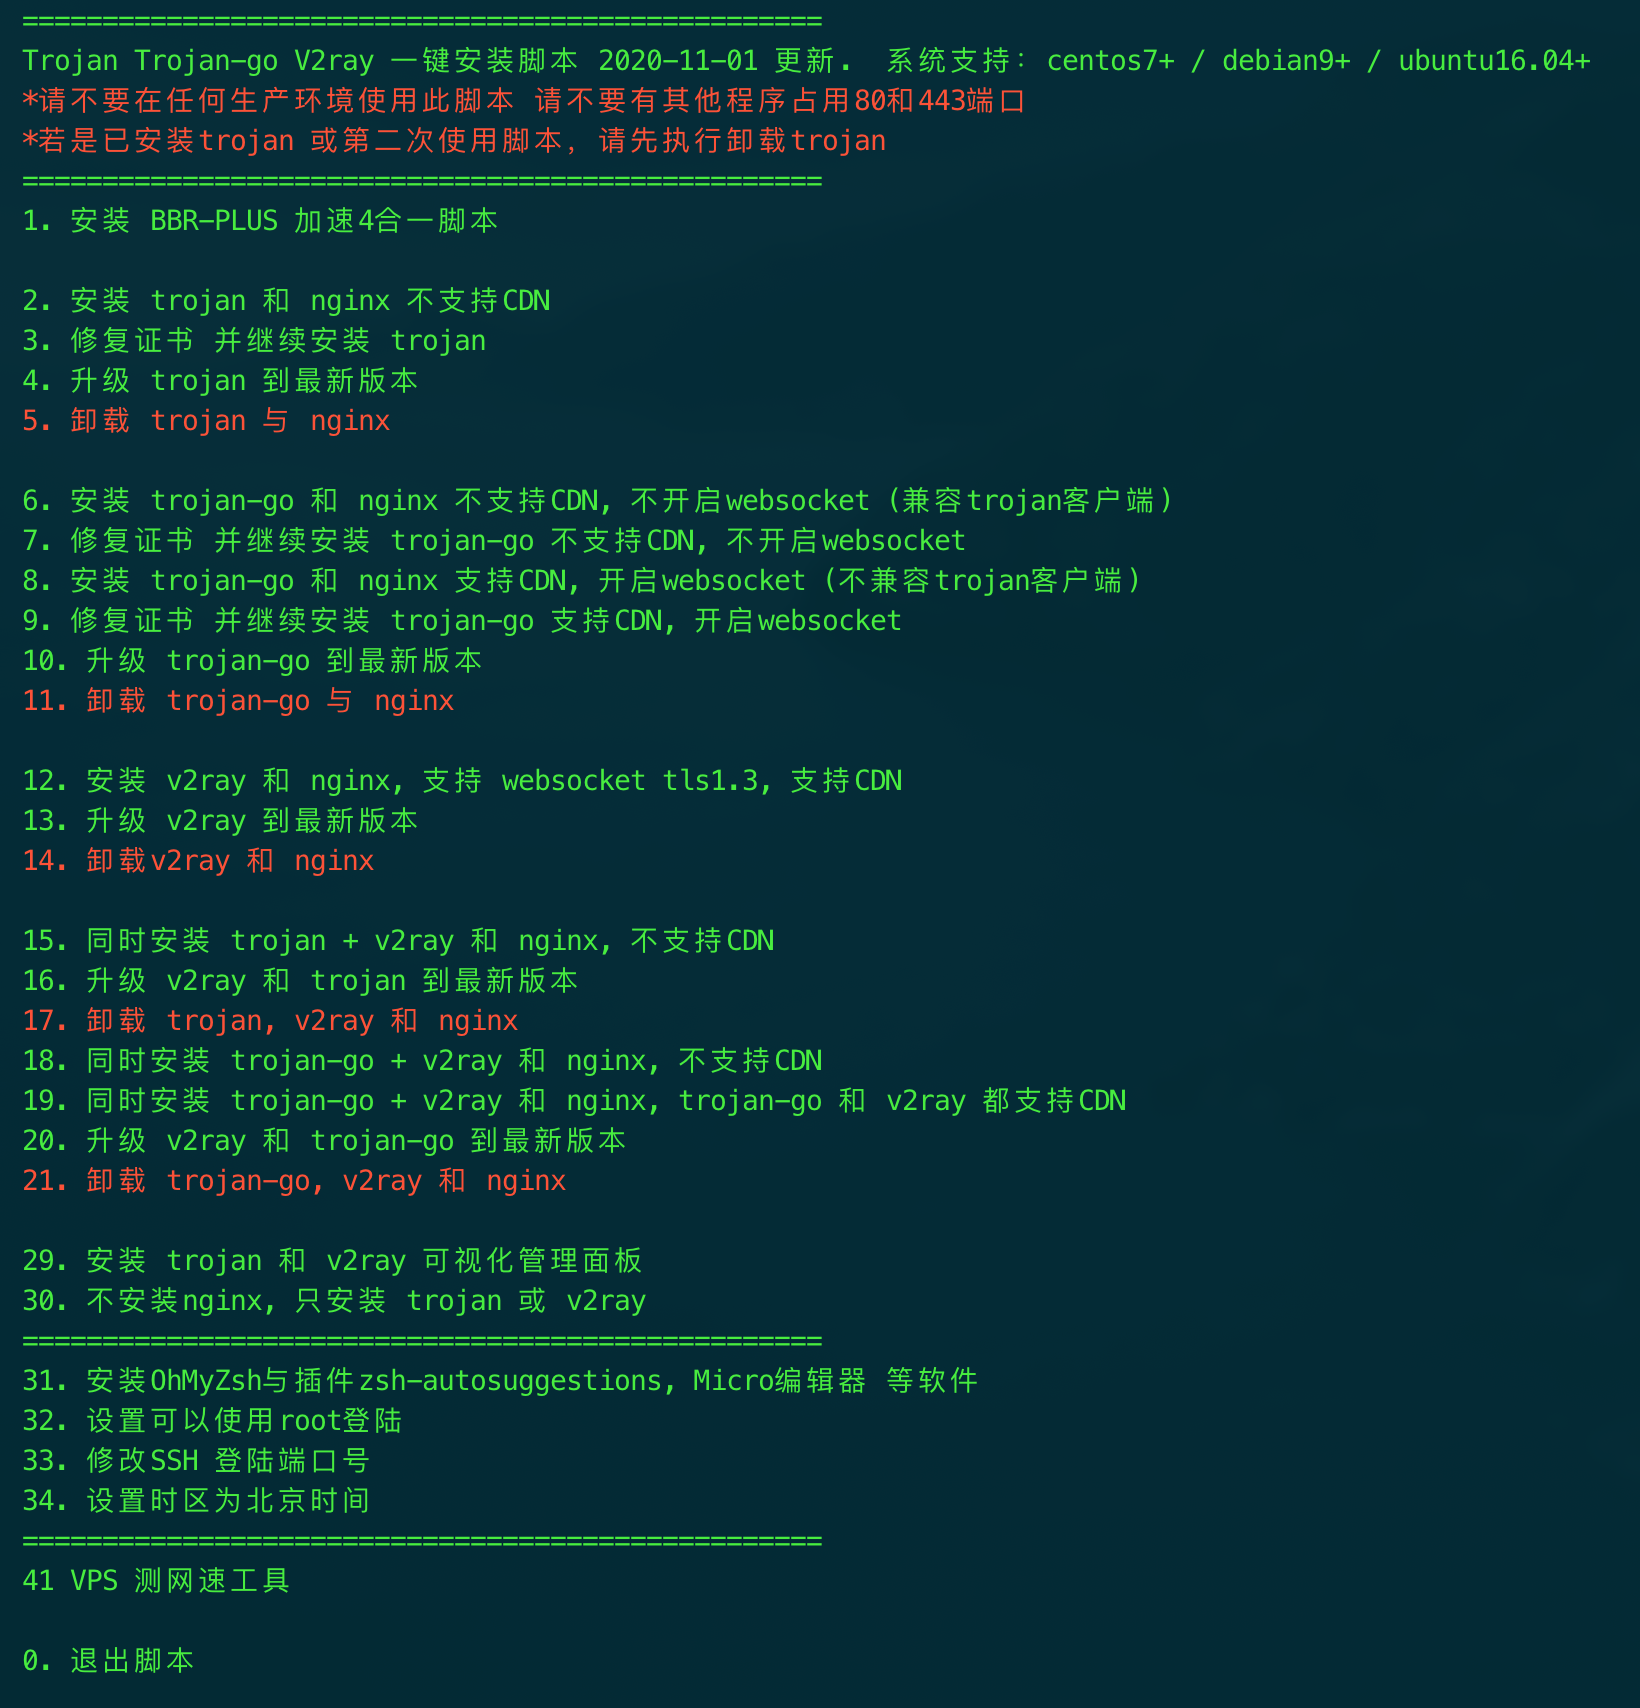 ==================================================
Trojan Trojan-go V2ray 一键安装脚本 2020-11-01 更新.  系统支持：centos7+ / debian9+ / ubuntu16.04+
*请不要在任何生产环境使用此脚本 请不要有其他程序占用80和443端口
*若是已安装trojan 或第二次使用脚本，请先执行卸载trojan
==================================================
1. 安装 BBR-PLUS 加速4合一脚本
2. 安装 trojan 和 nginx 不支持CDN
3. 修复证书 并继续安装 trojan
4. 升级 trojan 到最新版本
5. 卸载 trojan 与 nginx
6. 安装 trojan-go 和 nginx 不支持CDN, 不开启websocket (兼容trojan客户端)
7. 修复证书 并继续安装 trojan-go 不支持CDN, 不开启websocket
8. 安装 trojan-go 和 nginx 支持CDN, 开启websocket (不兼容trojan客户端)
9. 修复证书 并继续安装 trojan-go 支持CDN, 开启websocket
10. 升级 trojan-go 到最新版本
11. 卸载 trojan-go 与 nginx
12. 安装 v2ray 和 nginx, 支持 websocket tls1.3, 支持CDN
13. 升级 v2ray 到最新版本
14. 卸载v2ray 和 nginx
15. 同时安装 trojan + v2ray 和 nginx, 不支持CDN
16. 升级 v2ray 和 trojan 到最新版本
17. 卸载 trojan, v2ray 和 nginx
18. 同时安装 trojan-go + v2ray 和 nginx, 不支持CDN
19. 同时安装 trojan-go + v2ray 和 nginx, trojan-go 和 v2ray 都支持CDN
20. 升级 v2ray 和 trojan-go 到最新版本
21. 卸载 trojan-go, v2ray 和 nginx
29. 安装 trojan 和 v2ray 可视化管理面板
30. 不安装nginx, 只安装 trojan 或 v2ray
==================================================
31. 安装OhMyZsh与插件zsh-autosuggestions, Micro编辑器 等软件
32. 设置可以使用root登陆
33. 修改SSH 登陆端口号
34. 设置时区为北京时间
==================================================
41 VPS 测网速工具
0. 退出脚本